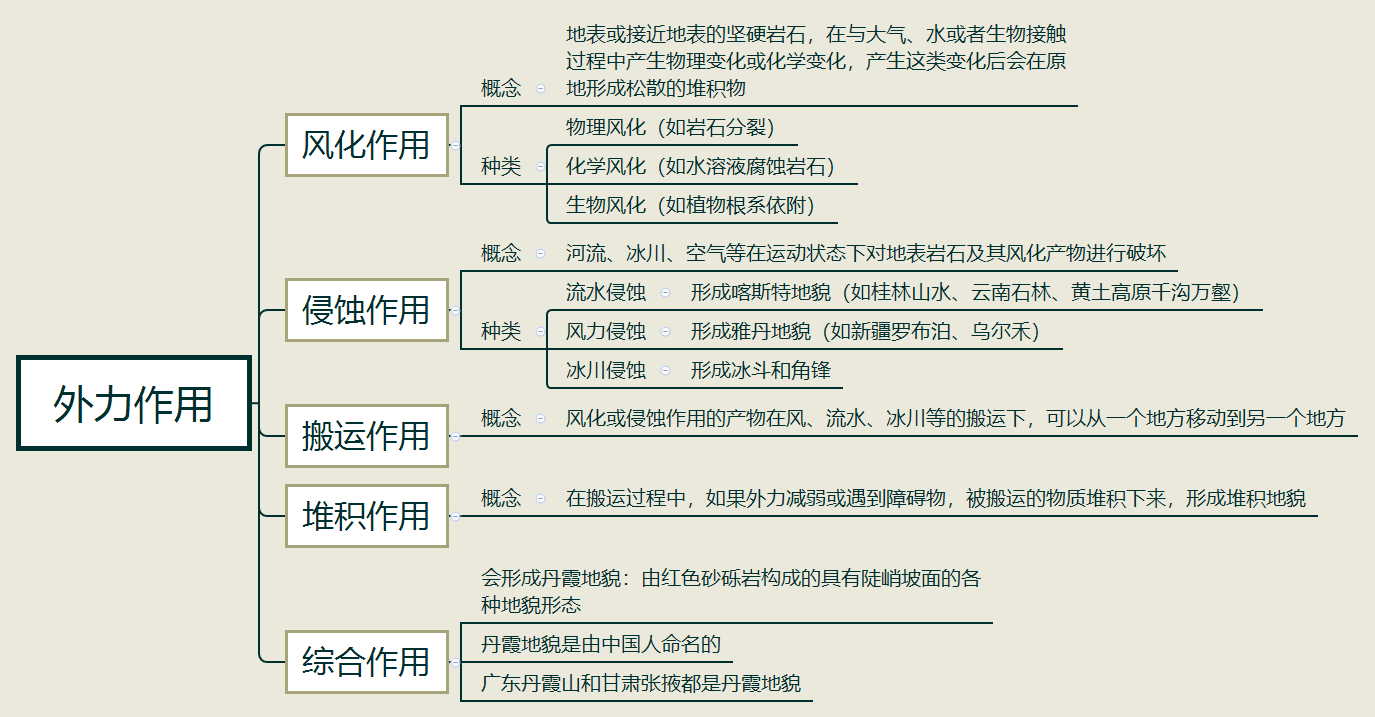 外力作用
风化作用
概念
地表或接近地表的坚硬岩石，在与大气、水或者生物接触
过程中产生物理变化或化学变化，产生这类变化后会在原
地形成松散的堆积物
种类
物理风化（如岩石分裂）
化学风化（如水溶液腐蚀岩石）
生物风化（如植物根系依附）
侵蚀作用
概念
河流、冰川、空气等在运动状态下对地表岩石及其风化产物进行破坏
种类
流水侵蚀
形成喀斯特地貌（如桂林山水、云南石林、黄土高原千沟万壑）
风力侵蚀
形成雅丹地貌（如新疆罗布泊、乌尔禾）
冰川侵蚀
形成冰斗和角锋
搬运作用
概念
风化或侵蚀作用的产物在风、流水、冰川等的搬运下，可以从一个地方移动到另一个地方
堆积作用
概念
在搬运过程中，如果外力减弱或遇到障碍物，被搬运的物质堆积下来，形成堆积地貌
综合作用
会形成丹霞地貌：由红色砂砾岩构成的具有陡峭坡面的各
种地貌形态
丹霞地貌是由中国人命名的
广东丹霞山和甘肃张掖都是丹霞地貌